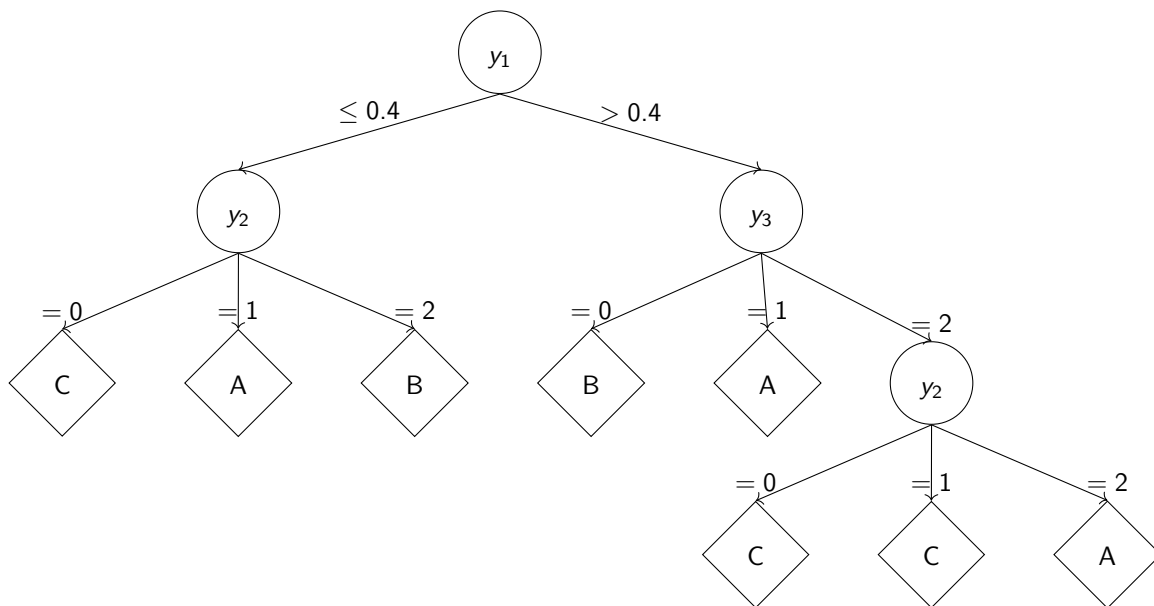 y₁
≤ 0.4 > 0.4
y₂ y₃
= 0 = 1 = 2 = 0 = 1 = 2
C A B B A y₂
= 0 = 1 = 2
C C A